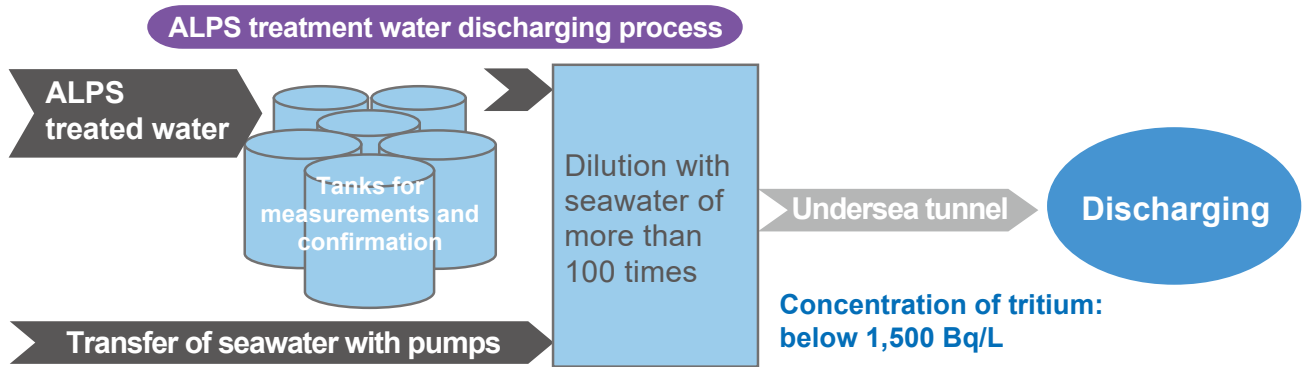 ALPS treatment water discharging process
ALPS
treated water
Tanks for
measurements and
confirmation
Transfer of seawater with pumps
Dilution with
seawater of
more than
100 times
Undersea tunnel
Concentration of tritium:
below 1,500 Bq/L
Discharging